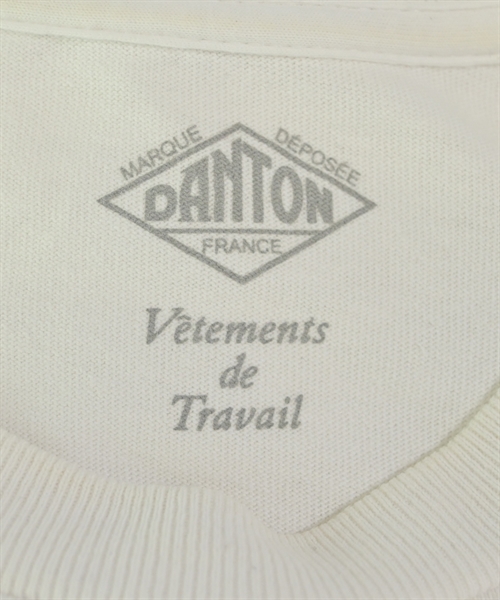 MARQUE DÉPOSÉE
DANTON
FRANCE
Vêtements
de
Travail